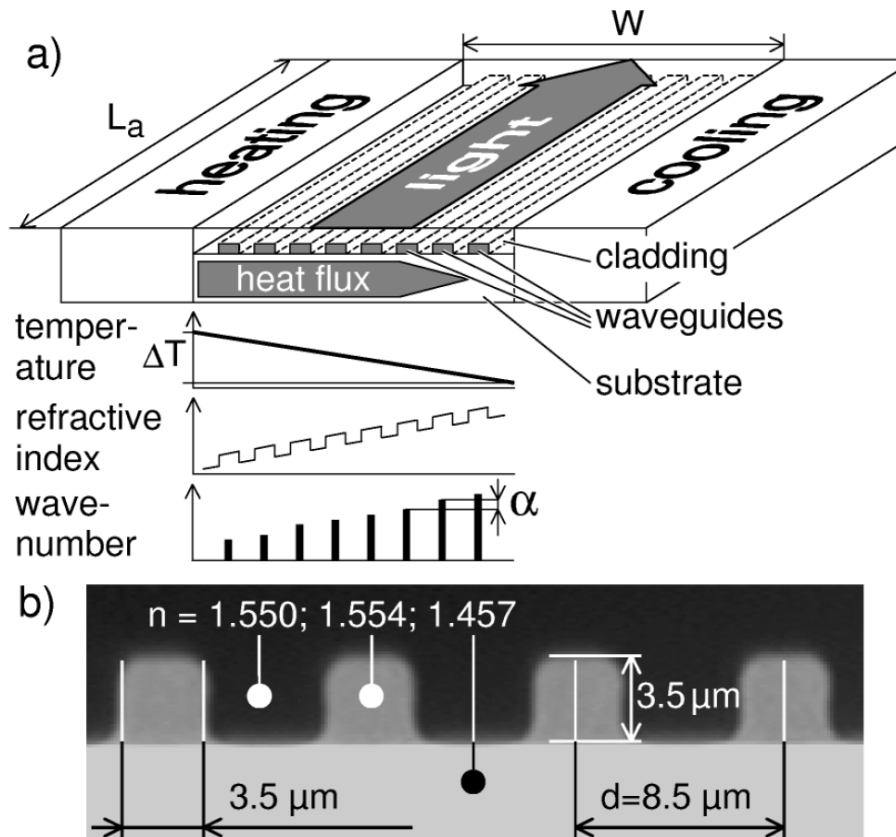 a)
W
L_a
heating
light
cooling
heat flux
cladding
waveguides
substrate
temper-
ature
ΔT
refractive
index
wave-
number
α
b)
n = 1.550; 1.554; 1.457
3.5 μm
3.5 μm
d=8.5 μm